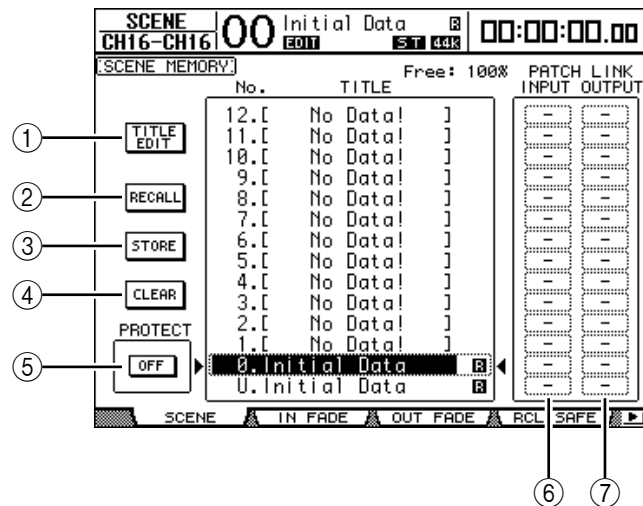 SCENE
CH16-CH16
00
Initial Data R
EDIT ST 44K
00:00:00.00
SCENE MEMORY
Free: 100%
PATCH LINK
No. TITLE
INPUT OUTPUT
12.[ No Data! ] - -
① TITLE EDIT
11.[ No Data! ] - -
10.[ No Data! ] - -
9.[ No Data! ] - -
② RECALL
8.[ No Data! ] - -
7.[ No Data! ] - -
③ STORE
6.[ No Data! ] - -
5.[ No Data! ] - -
4.[ No Data! ] - -
④ CLEAR
3.[ No Data! ] - -
2.[ No Data! ] - -
PROTECT
1.[ No Data! ] - -
⑤ OFF
0.Initial Data R - -
U.Initial Data R - -
SCENE IN FADE OUT FADE RCL SAFE
⑥ ⑦